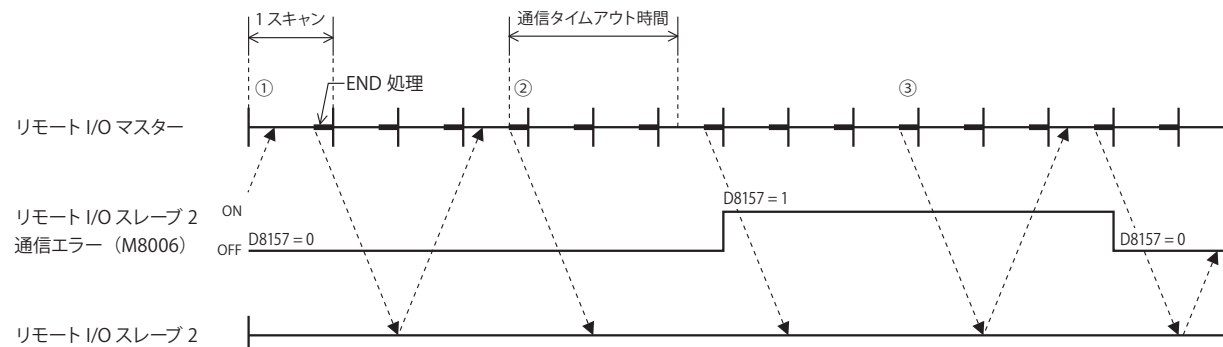 1 スキャン
通信タイムアウト時間
①
END 処理
②
③
リモート I/O マスター
リモート I/O スレーブ 2
通信エラー（M8006）
ON
OFF
D8157 = 0
D8157 = 1
D8157 = 0
リモート I/O スレーブ 2